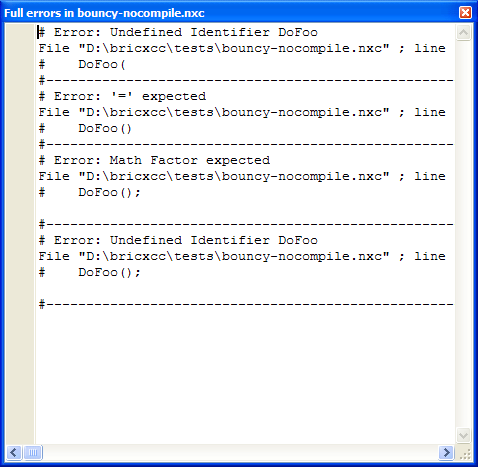 Full errors in bouncy-nocompile.nxc
# Error: Undefined Identifier DoFoo
File "D:\bricxcc\tests\bouncy-nocompile.nxc" ; line
#    DoFoo(
#----------------------------------------------------
# Error: '=' expected
File "D:\bricxcc\tests\bouncy-nocompile.nxc" ; line
#    DoFoo()
#----------------------------------------------------
# Error: Math Factor expected
File "D:\bricxcc\tests\bouncy-nocompile.nxc" ; line
#    DoFoo();
#----------------------------------------------------
# Error: Undefined Identifier DoFoo
File "D:\bricxcc\tests\bouncy-nocompile.nxc" ; line
#    DoFoo();
#----------------------------------------------------